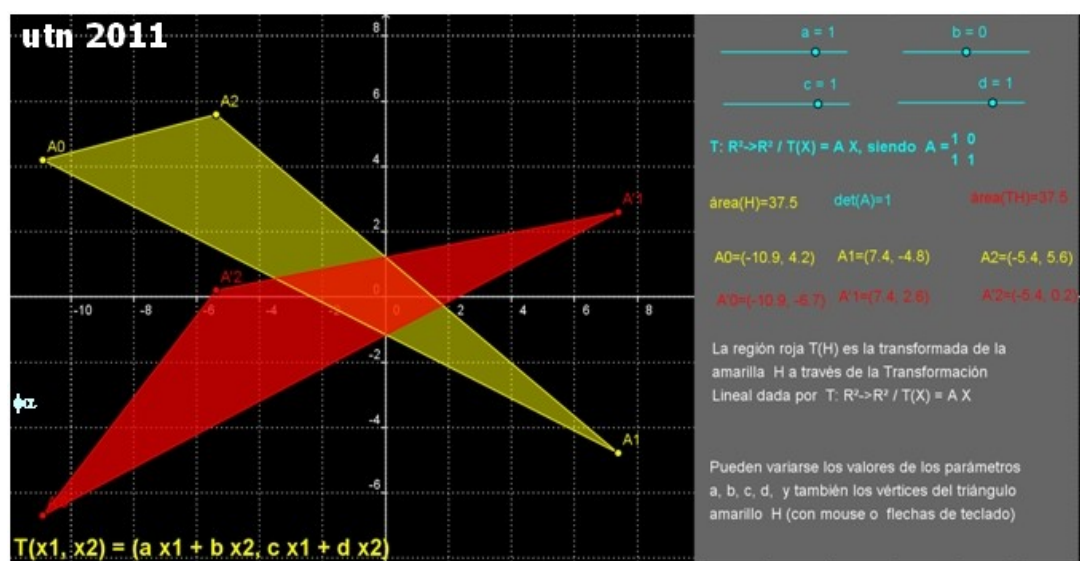 utn 2011
8
6
4
2
0
-2
-4
-6
-10
-8
-6
-4
-2
0
2
4
6
8
A0
A2
A1
A'1
A'2
T(x1, x2) = (a x1 + b x2, c x1 + d x2)
a = 1
b = 0
c = 1
d = 1
T: R²->R² / T(X) = A X, siendo A =
1 0
1 1
área(H)=37.5 det(A)=1 área(TH)=37.5
A0=(-10.9, 4.2) A1=(7.4, -4.8) A2=(-5.4, 5.6)
A'0=(-10.9, -6.7) A'1=(7.4, 2.6) A'2=(-5.4, 0.2)
La región roja T(H) es la transformada de la
amarilla H a través de la Transformación
Lineal dada por T: R²->R² / T(X) = A X
Pueden variarse los valores de los parámetros
a, b, c, d, y también los vértices del triángulo
amarillo H (con mouse o flechas de teclado)